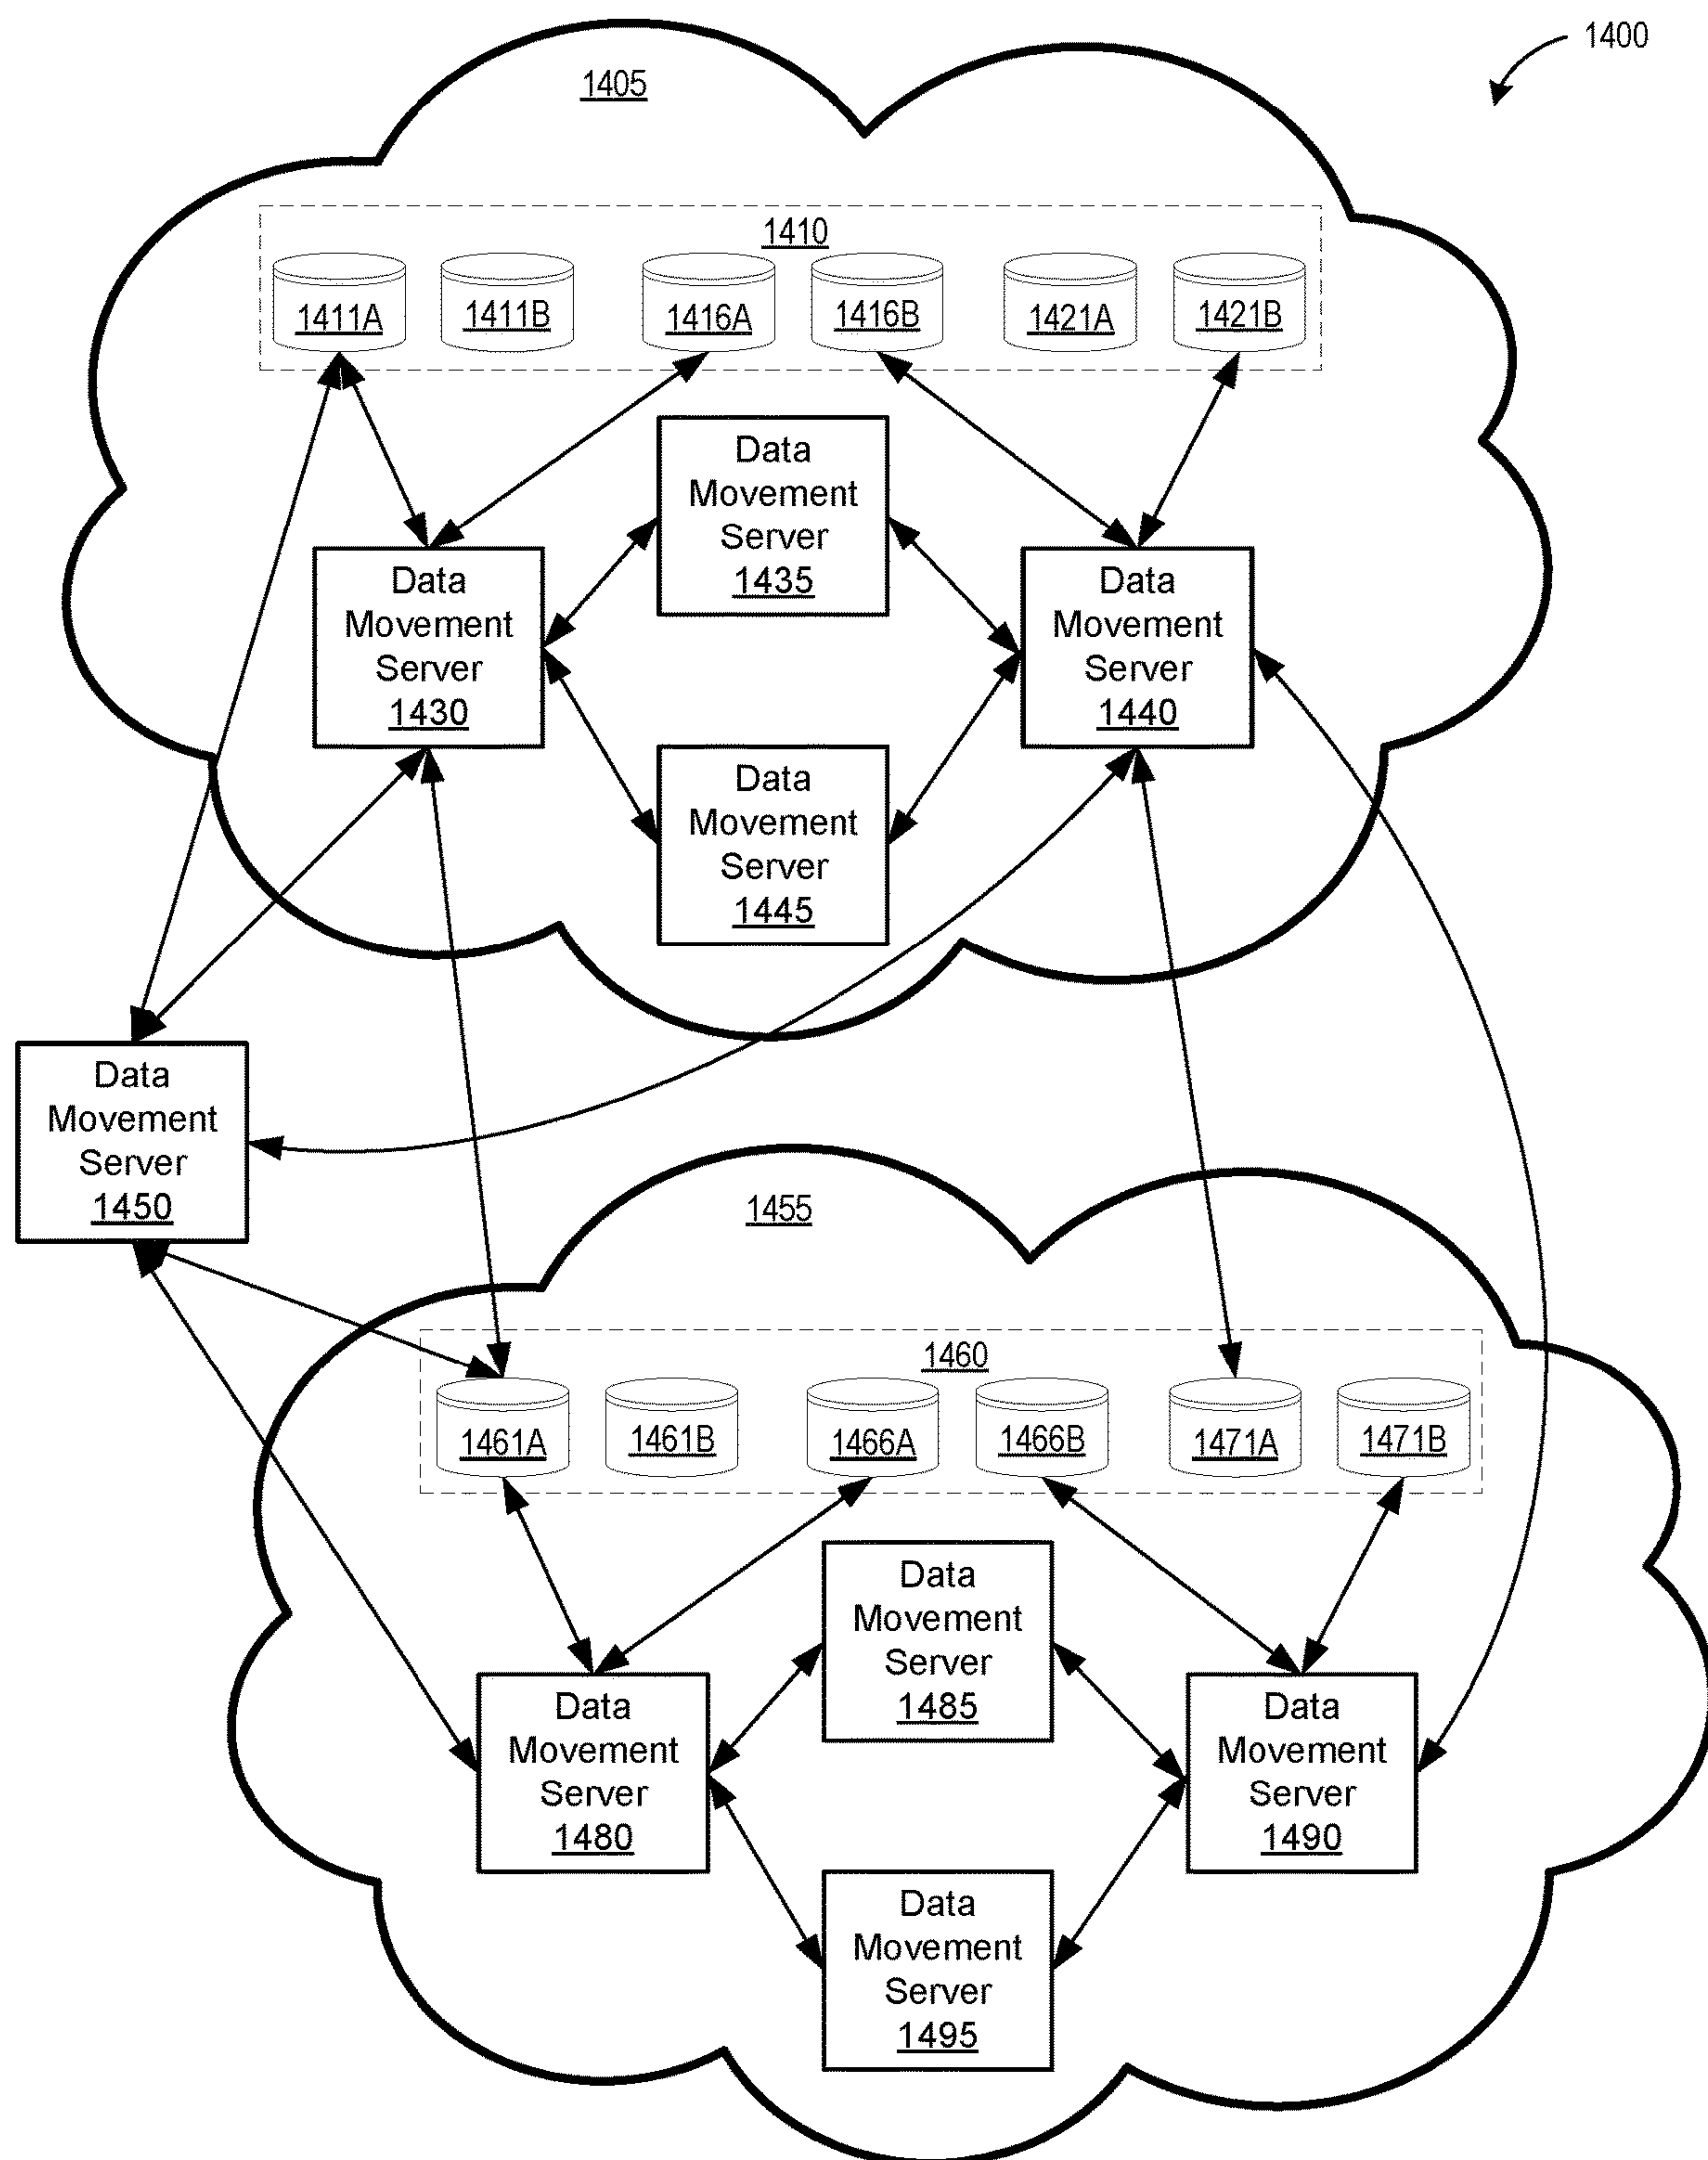 1400
1405
1410
1411A
1411B
1416A
1416B
1421A
1421B
Data
Movement
Server
1435
Data
Movement
Server
1430
Data
Movement
Server
1440
Data
Movement
Server
1445
Data
Movement
Server
1450
1455
1460
1461A
1461B
1466A
1466B
1471A
1471B
Data
Movement
Server
1485
Data
Movement
Server
1480
Data
Movement
Server
1490
Data
Movement
Server
1495